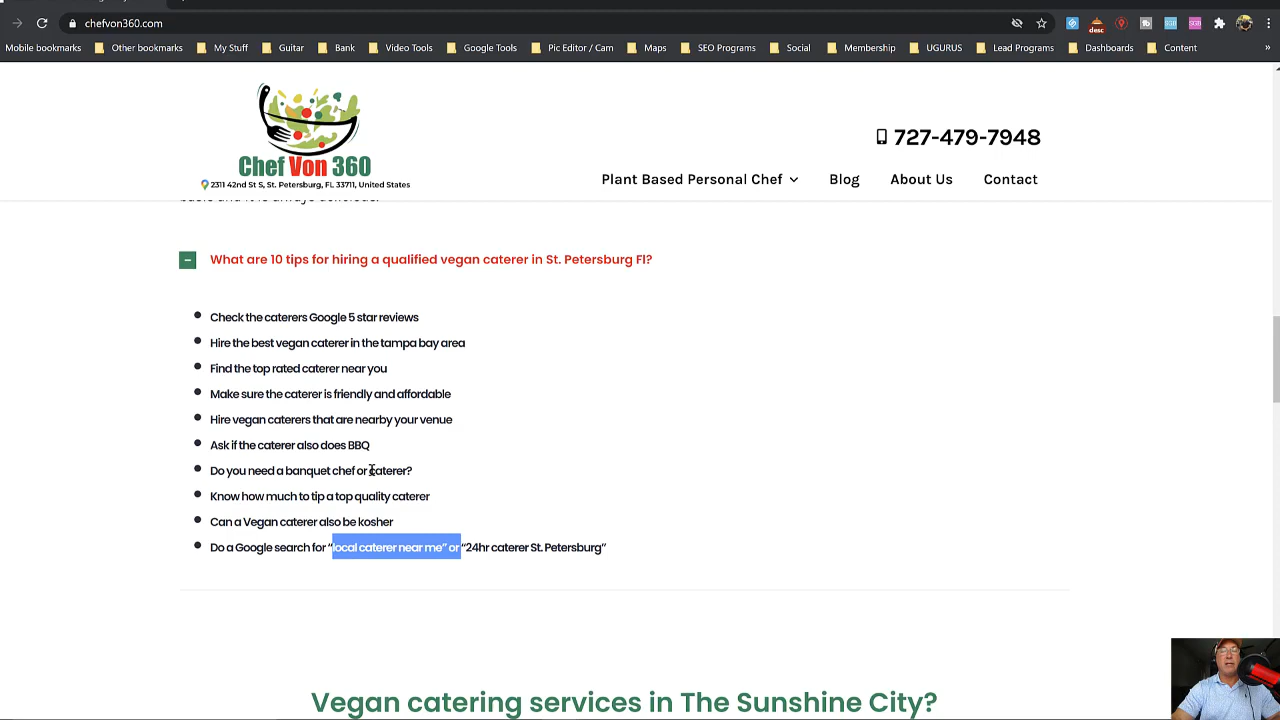 chefvon360.com
SGB
desc
SGB
SGB
Mobile bookmarks Other bookmarks My Stuff Guitar Bank Video Tools Google Tools Pic Editor / Cam Maps SEO Programs Social Membership UGURUS Lead Programs Dashboards Content »
Chef Von 360
2311 42nd St S, St. Petersburg, FL 33711, United States
727-479-7948
Plant Based Personal Chef Blog About Us Contact
What are 10 tips for hiring a qualified vegan caterer in St. Petersburg Fl?
Check the caterers Google 5 star reviews
Hire the best vegan caterer in the tampa bay area
Find the top rated caterer near you
Make sure the caterer is friendly and affordable
Hire vegan caterers that are nearby your venue
Ask if the caterer also does BBQ
Do you need a banquet chef or caterer?
Know how much to tip a top quality caterer
Can a Vegan caterer also be kosher
Do a Google search for “local caterer near me” or “24hr caterer St. Petersburg”
Vegan catering services in The Sunshine City?